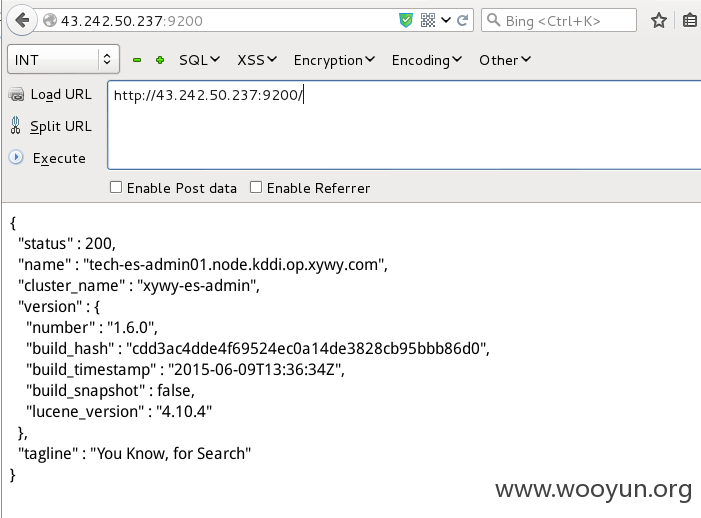 43.242.50.237:9200
Bing <Ctrl+K>
INT
SQL XSS Encryption Encoding Other
Load URL
http://43.242.50.237:9200/
Split URL
Execute
Enable Post data Enable Referrer
{
"status" : 200,
"name" : "tech-es-admin01.node.kddi.op.xywy.com",
"cluster_name" : "xywy-es-admin",
"version" : {
"number" : "1.6.0",
"build_hash" : "cdd3ac4dde4f69524ec0a14de3828cb95bbb86d0",
"build_timestamp" : "2015-06-09T13:36:34Z",
"build_snapshot" : false,
"lucene_version" : "4.10.4"
},
"tagline" : "You Know, for Search"
}
www.wooyun.org